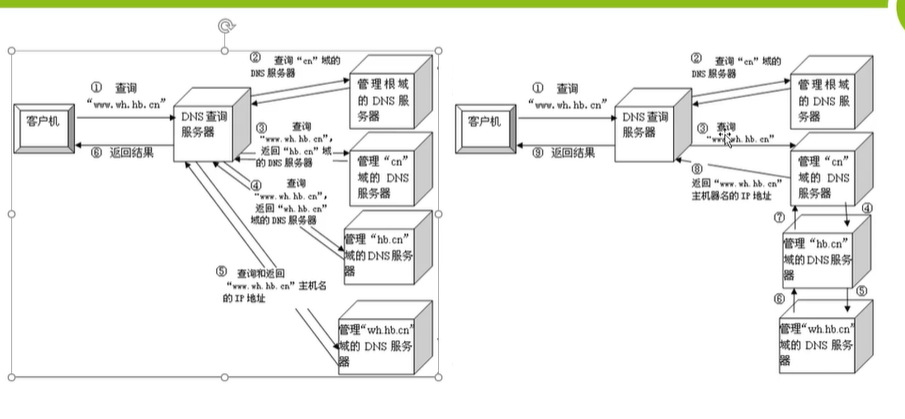 ② 查询“cn”域的
DNS 服务器
① 查询
“www.wh.hb.cn”
客户机
DNS 查询
服务器
⑥ 返回结果
管理根域
的 DNS 服
务器
③ 查询
“www.wh.hb.cn”，
返回“hb.cn”域
的DNS 服务器
管理“cn”
域的 DNS
服务器
④ 查询
“www.wh.hb.cn”，
返回“wh.hb.cn”
域的DNS 服务器
管理“hb.cn”
域的DNS服务
器
⑤ 查询和返回
“www.wh.hb.cn”主机名
的 IP 地址
管理“wh.hb.cn”
域的 DNS 服务
器
② 查询“cn”域的
DNS 服务器
① 查询
“www.wh.hb.cn”
客户机
DNS 查询
服务器
⑨ 返回结果
管理根域
的 DNS 服
务器
③ 查询
“www.wh.hb.cn”
管理“cn”
域的 DNS
服务器
⑧
返回“www.wh.hb.cn”
主机器名的 IP 地址
⑦
④
管理“hb.cn”
域的DNS服务
器
⑥
⑤
管理“wh.hb.cn”
域的 DNS 服务
器